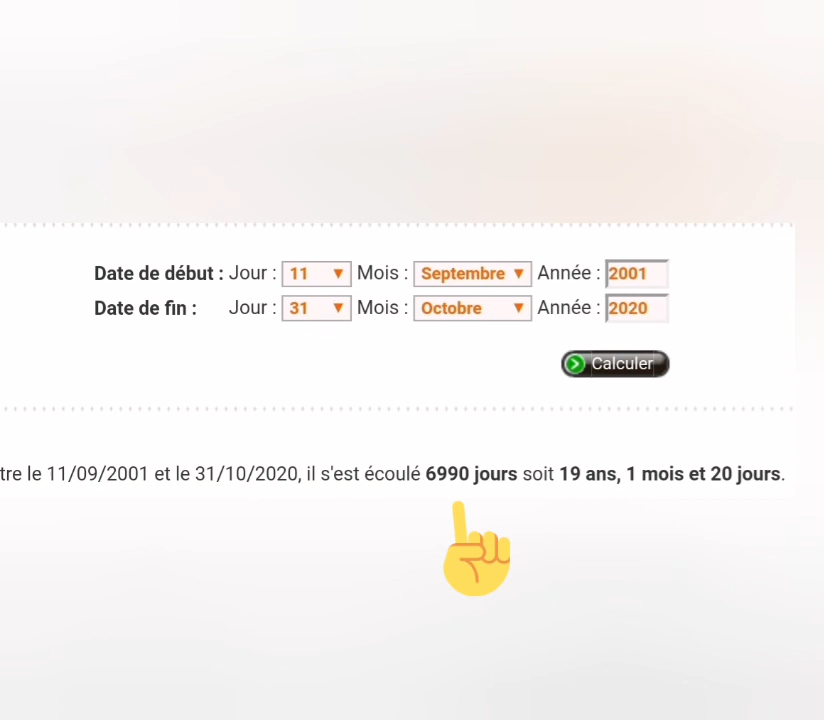 Date de début : Jour : 11 Mois : Septembre Année : 2001
Date de fin : Jour : 31 Mois : Octobre Année : 2020
Calculer
tre le 11/09/2001 et le 31/10/2020, il s'est écoulé 6990 jours soit 19 ans, 1 mois et 20 jours.